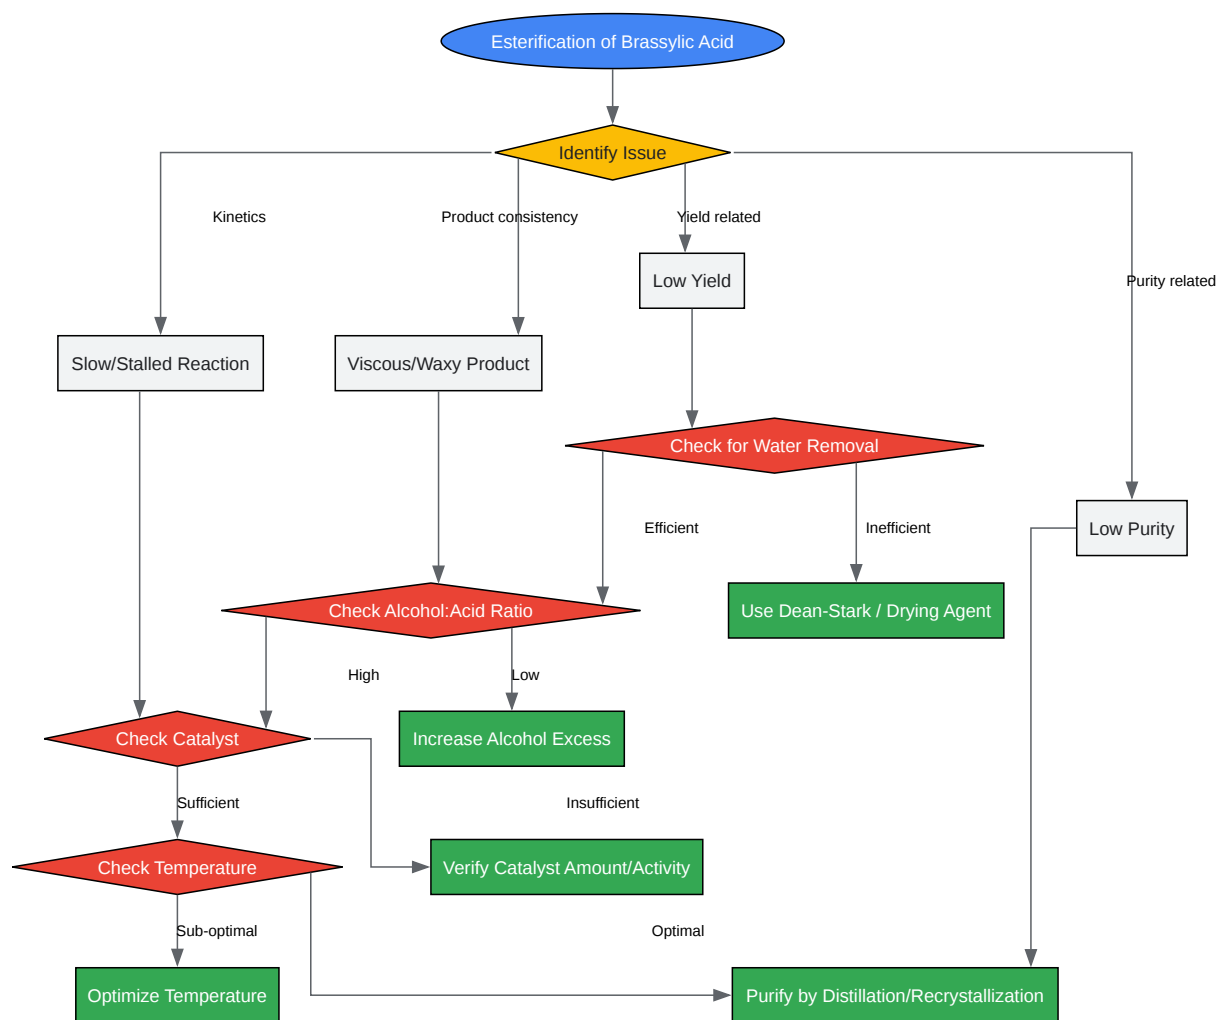 Esterification of Brassylic Acid
Identify Issue
Kinetics
Product consistency
Yield related
Low Yield
Purity related
Slow/Stalled Reaction
Viscous/Waxy Product
Check for Water Removal
Efficient
Inefficient
Low Purity
Check Alcohol:Acid Ratio
Use Dean-Stark / Drying Agent
High
Low
Check Catalyst
Increase Alcohol Excess
Sufficient
Insufficient
Check Temperature
Verify Catalyst Amount/Activity
Sub-optimal
Optimal
Optimize Temperature
Purify by Distillation/Recrystallization